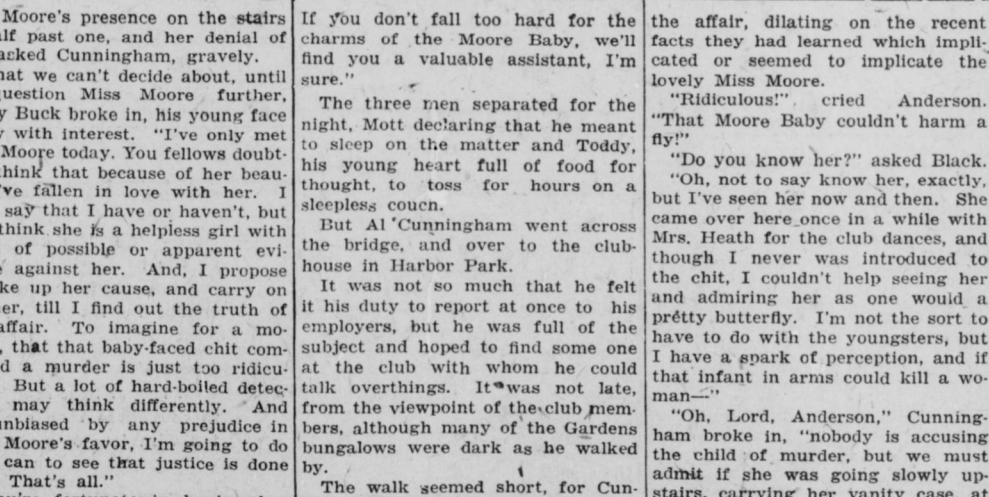 Moore's presence on the stairs
half past one, and her denial of
asked Cunningham, gravely.
that we can't decide about, until
question Miss Moore further,
y Buck broke in, his young face
with interest. "I've only met
Moore today. You fellows doubt-
think that because of her beau-
've fallen in love with her. I
say that I have or haven't, but
think she is a helpless girl with
of possible or apparent evi-
against her. And, I propose
ke up her cause, and carry on
er, till I find out the truth of
affair. To imagine for a mo-
, that that baby-faced chit com-
d a murder is just too ridicu-
But a lot of hard-boiled detec-
may think differently. And
unbiased by any prejudice in
Moore's favor, I'm going to do
can to see that justice is done
That's all."
If you don't fall too hard for the
charms of the Moore Baby, we'll
find you a valuable assistant, I'm
sure."
The three men separated for the
night, Mott declaring that he meant
to sleep on the matter and Toddy,
his young heart full of food for
thought, to toss for hours on a
sleepless coucn.
But Al Cunningham went across
the bridge, and over to the club-
house in Harbor Park.
It was not so much that he felt
it his duty to report at once to his
employers, but he was full of the
subject and hoped to find some one
at the club with whom he could
talk overthings. It was not late,
from the viewpoint of the club mem-
bers, although many of the Gardens
bungalows were dark as he walked
by.
The walk seemed short, for Cun-
the affair, dilating on the recent
facts they had learned which impli-
cated or seemed to implicate the
lovely Miss Moore.
"Ridiculous!" cried Anderson.
"That Moore Baby couldn't harm a
fly!"
"Do you know her?" asked Black.
"Oh, not to say know her, exactly,
but I've seen her now and then. She
came over here once in a while with
Mrs. Heath for the club dances, and
though I never was introduced to
the chit, I couldn't help seeing her
and admiring her as one would a
pretty butterfly. I'm not the sort to
have to do with the youngsters, but
I have a spark of perception, and if
that infant in arms could kill a wo-
man—"
"Oh, Lord, Anderson," Cunning-
ham broke in, "nobody is accusing
the child of murder, but we must
admit if she was going slowly up-
stairs, carrying her vanity case, at